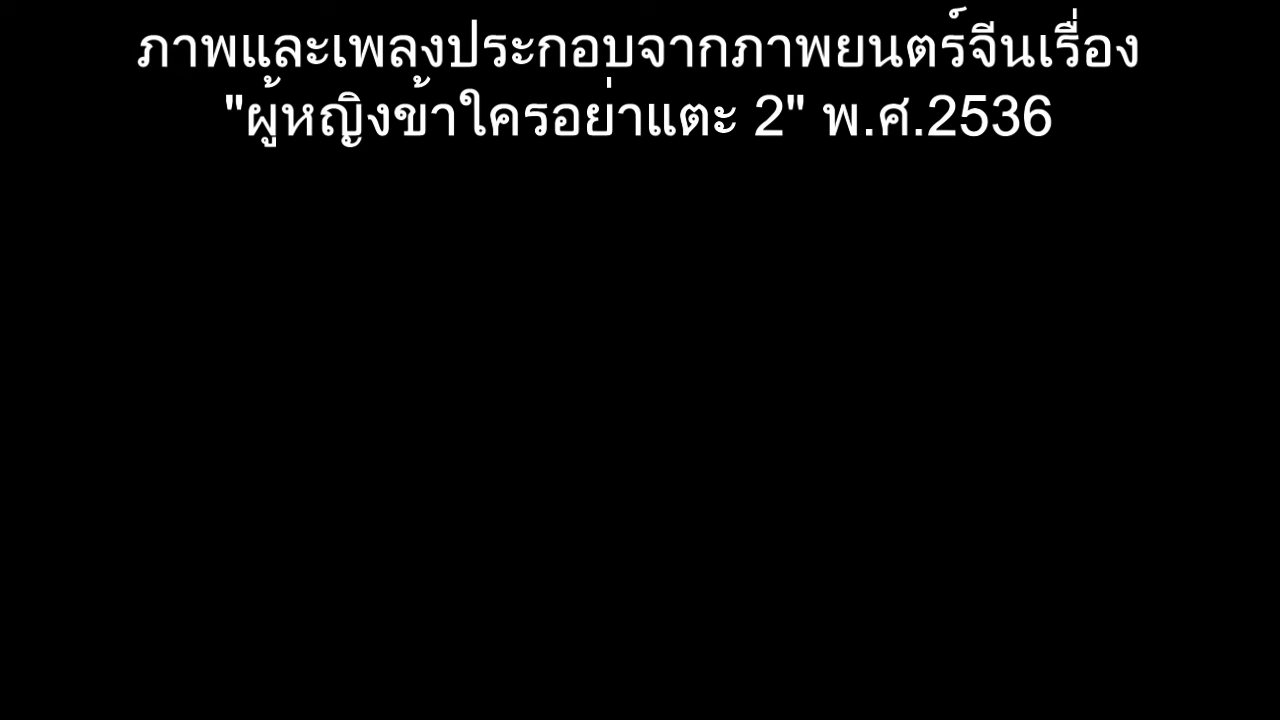 ภาพและเพลงประกอบจากภาพยนตร์จีนเรื่อง
"ผู้หญิงข้าใครอย่าแตะ 2" พ.ศ.2536